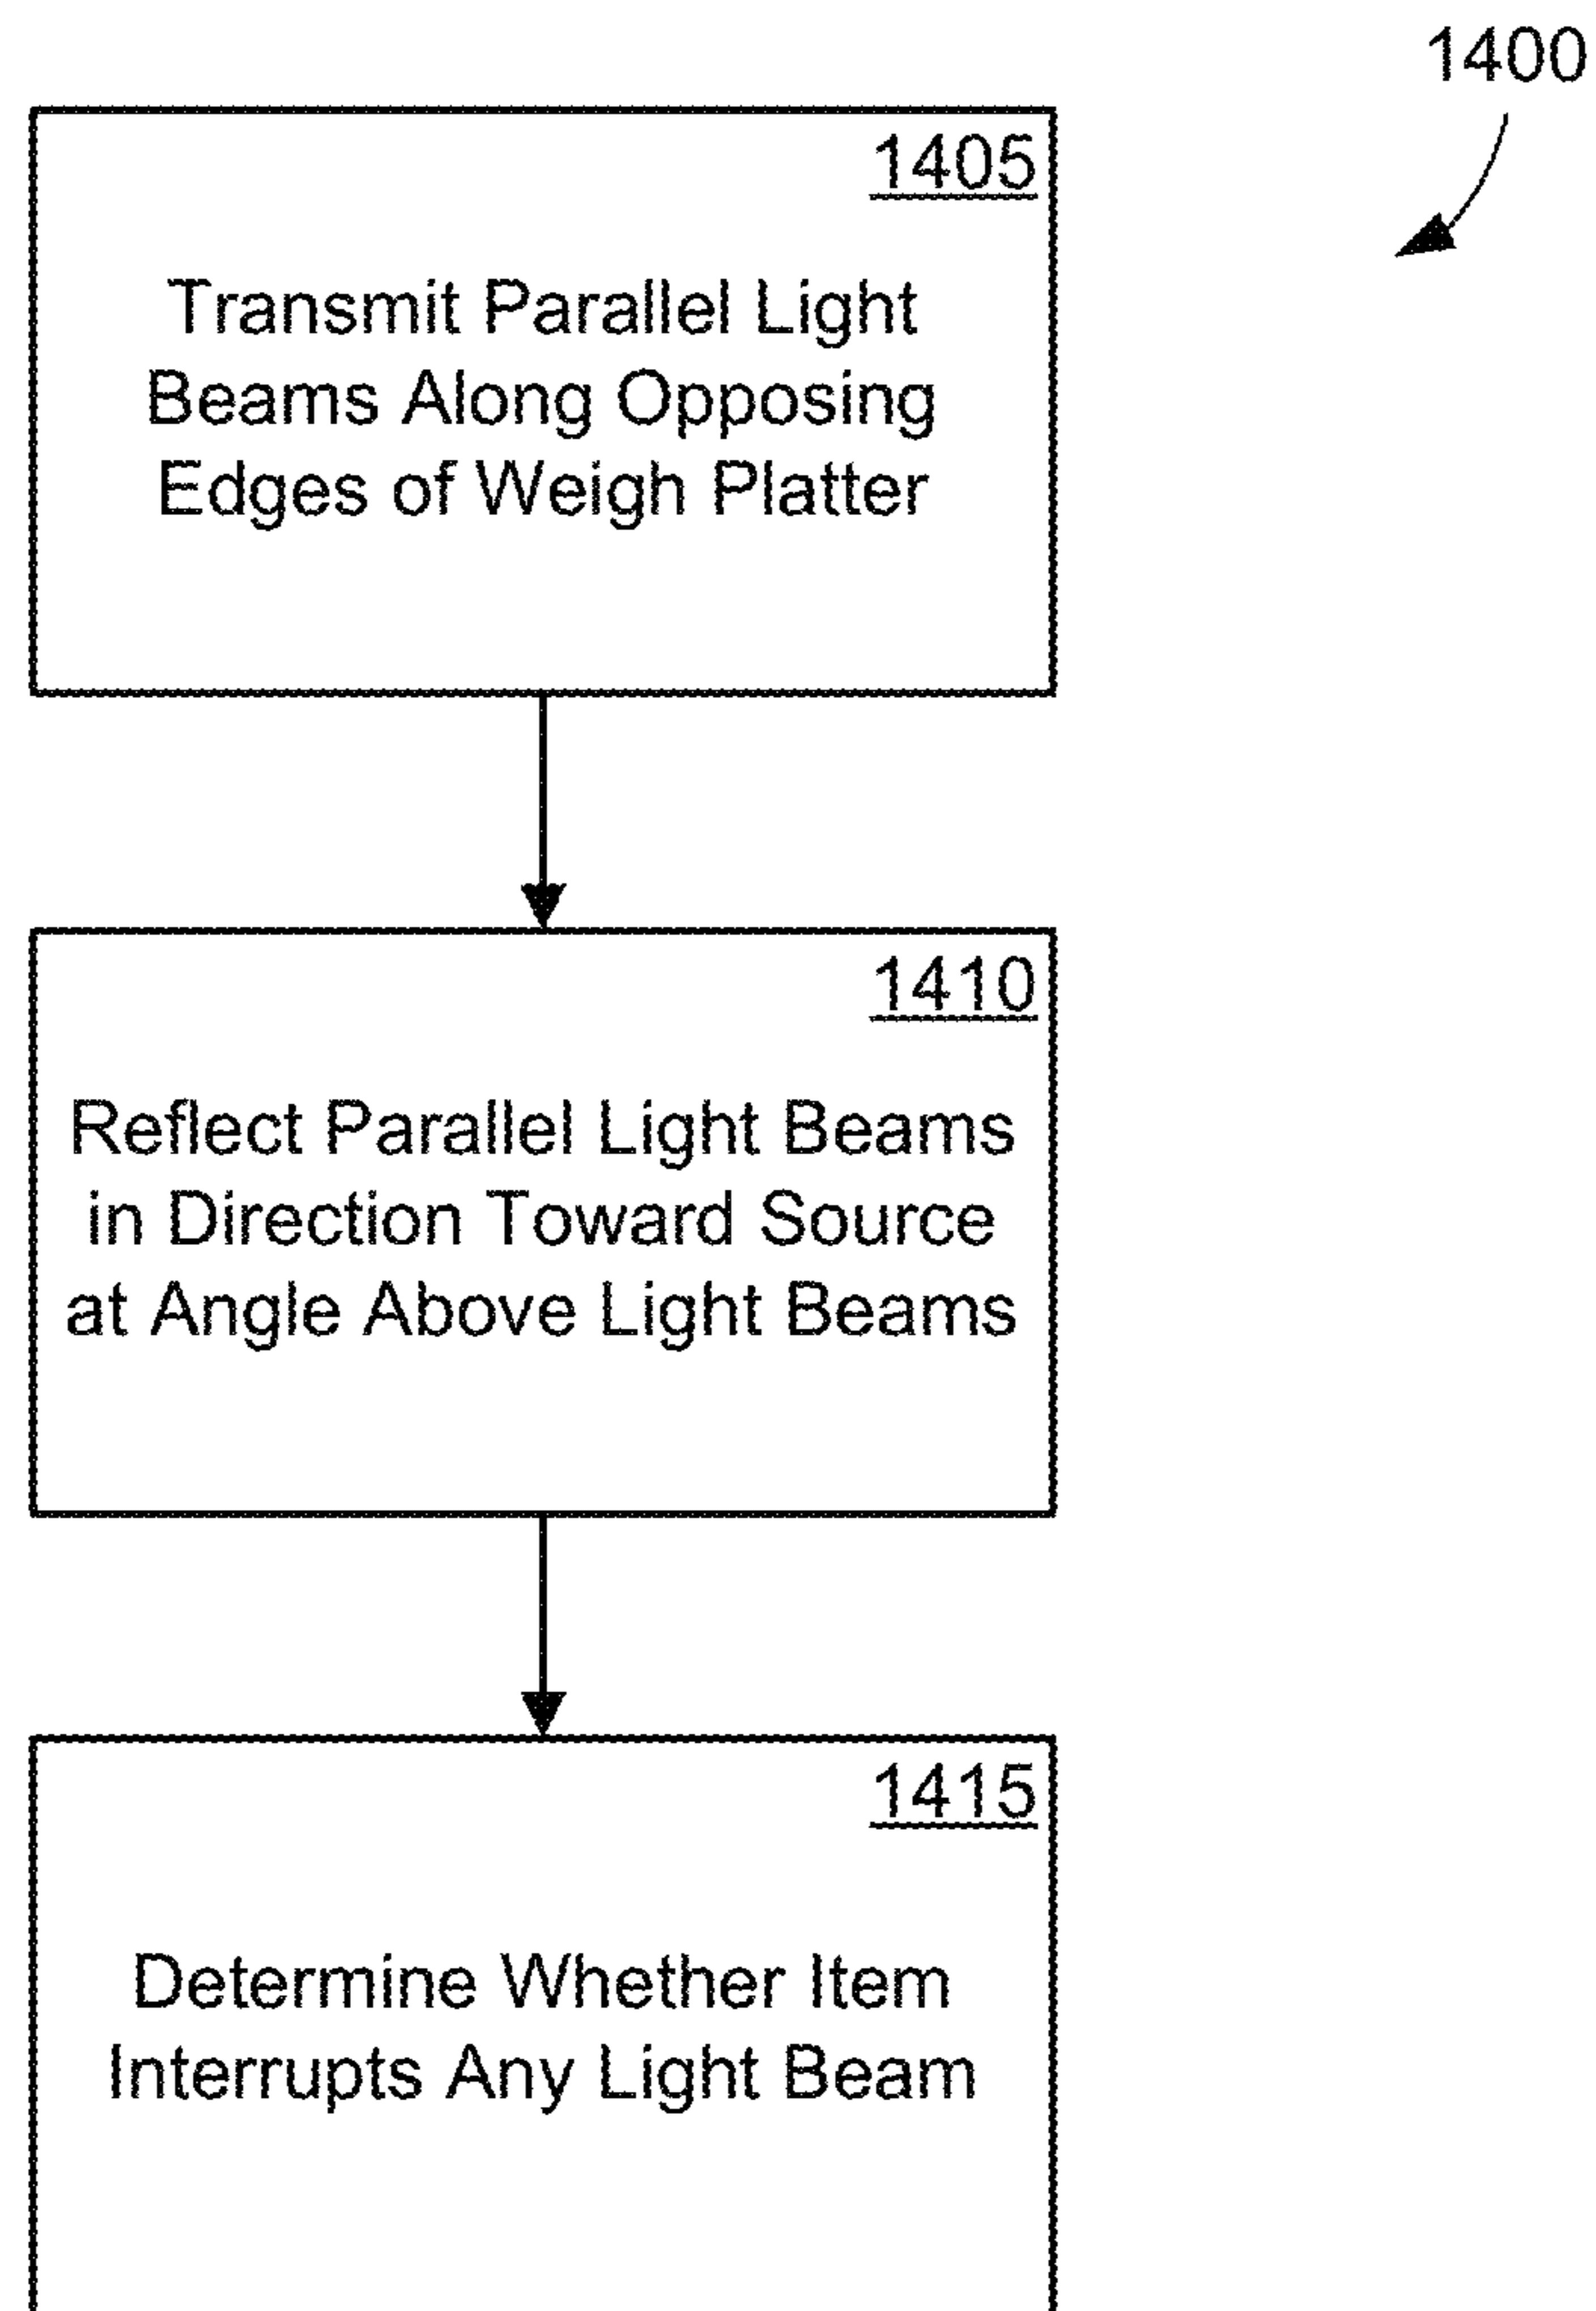 1400
1405
Transmit Parallel Light
Beams Along Opposing
Edges of Weigh Platter
1410
Reflect Parallel Light Beams
in Direction Toward Source
at Angle Above Light Beams
1415
Determine Whether Item
Interrupts Any Light Beam